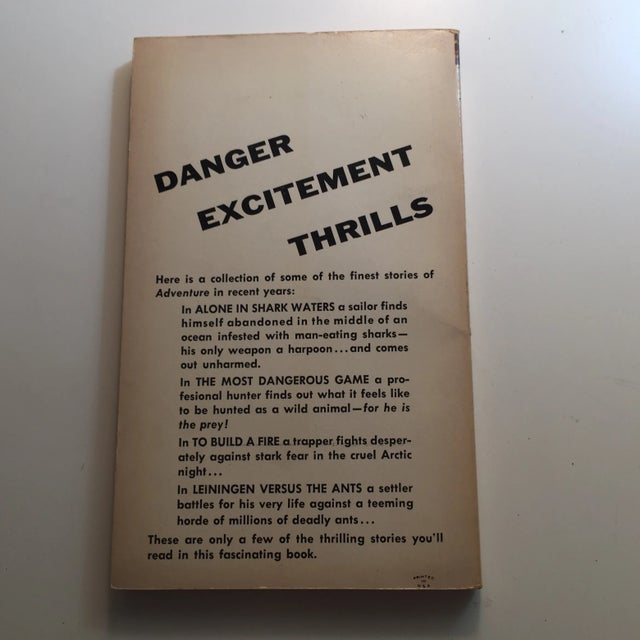 DANGER
EXCITEMENT
THRILLS
Here is a collection of some of the finest stories of
Adventure in recent years:
In ALONE IN SHARK WATERS a sailor finds
himself abandoned in the middle of an
ocean infested with man-eating sharks—
his only weapon a harpoon...and comes
out unharmed.
In THE MOST DANGEROUS GAME a pro-
fesional hunter finds out what it feels like
to be hunted as a wild animal—for he is
the prey!
In TO BUILD A FIRE a trapper fights desper-
ately against stark fear in the cruel Arctic
night...
In LEININGEN VERSUS THE ANTS a settler
battles for his very life against a teeming
horde of millions of deadly ants...
These are only a few of the thrilling stories you'll
read in this fascinating book.
PRINTED
IN
USA